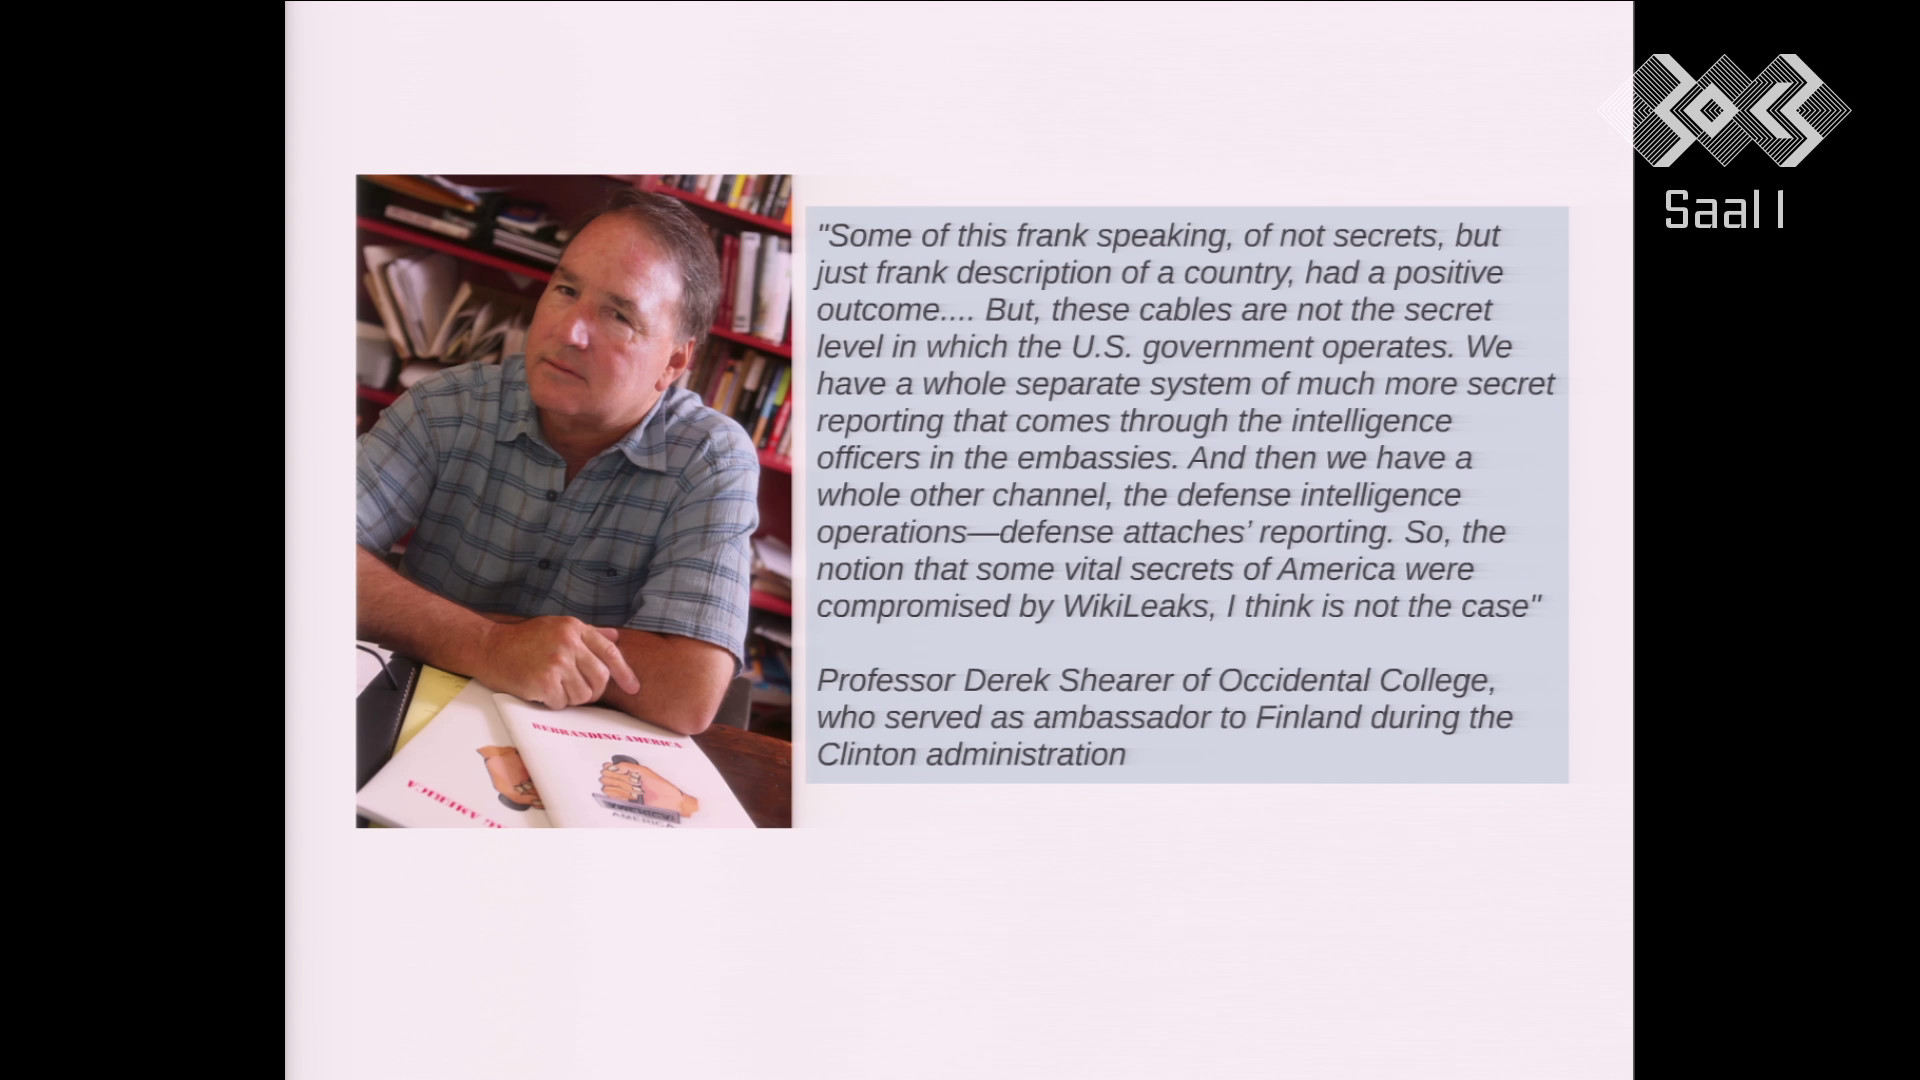 "Some of this frank speaking, of not secrets, but
just frank description of a country, had a positive
outcome.... But, these cables are not the secret
level in which the U.S. government operates. We
have a whole separate system of much more secret
reporting that comes through the intelligence
officers in the embassies. And then we have a
whole other channel, the defense intelligence
operations—defense attaches’ reporting. So, the
notion that some vital secrets of America were
compromised by WikiLeaks, I think is not the case"
Professor Derek Shearer of Occidental College,
who served as ambassador to Finland during the
Clinton administration
REBRANDING AMERICA
AMERICA
30C3
Saal 1